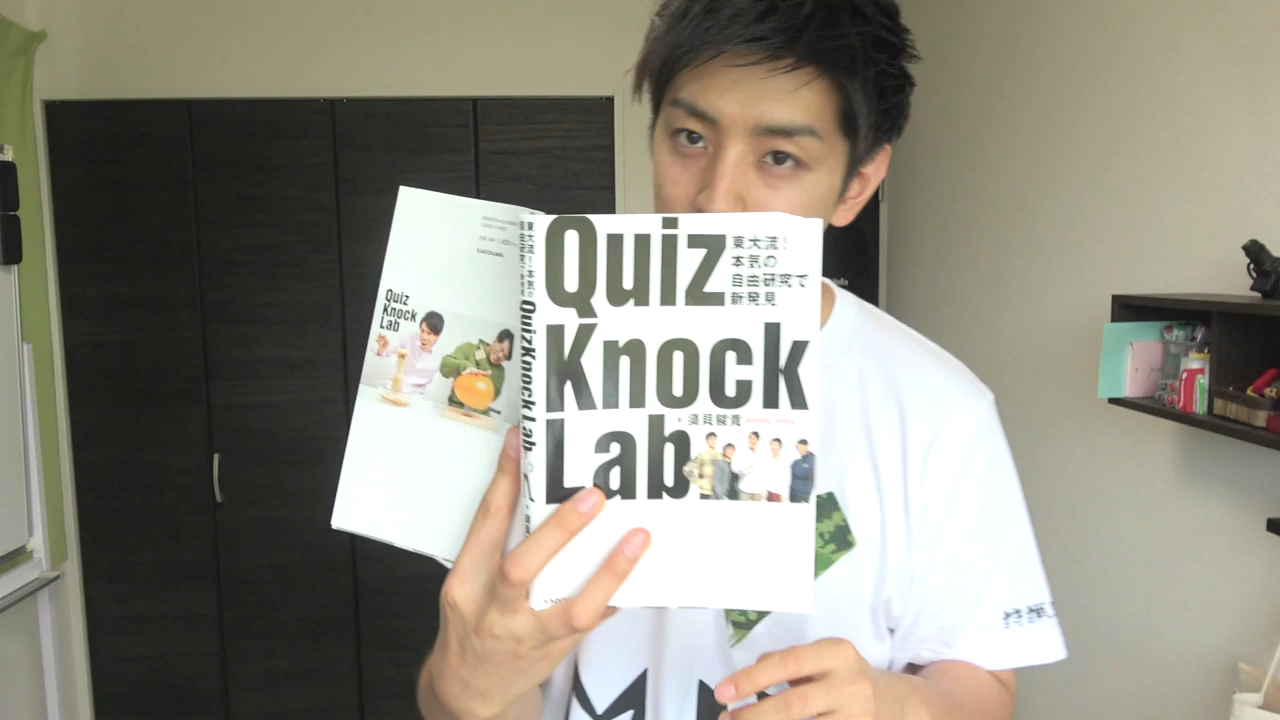 Quiz
Knock
Lab
東大流！
本気の
自由研究で
新発見
須貝駿貴
東大流！本気の
自由研究で新発見
QuizKnock Lab
Quiz
Knock
Lab
KADOKAWA